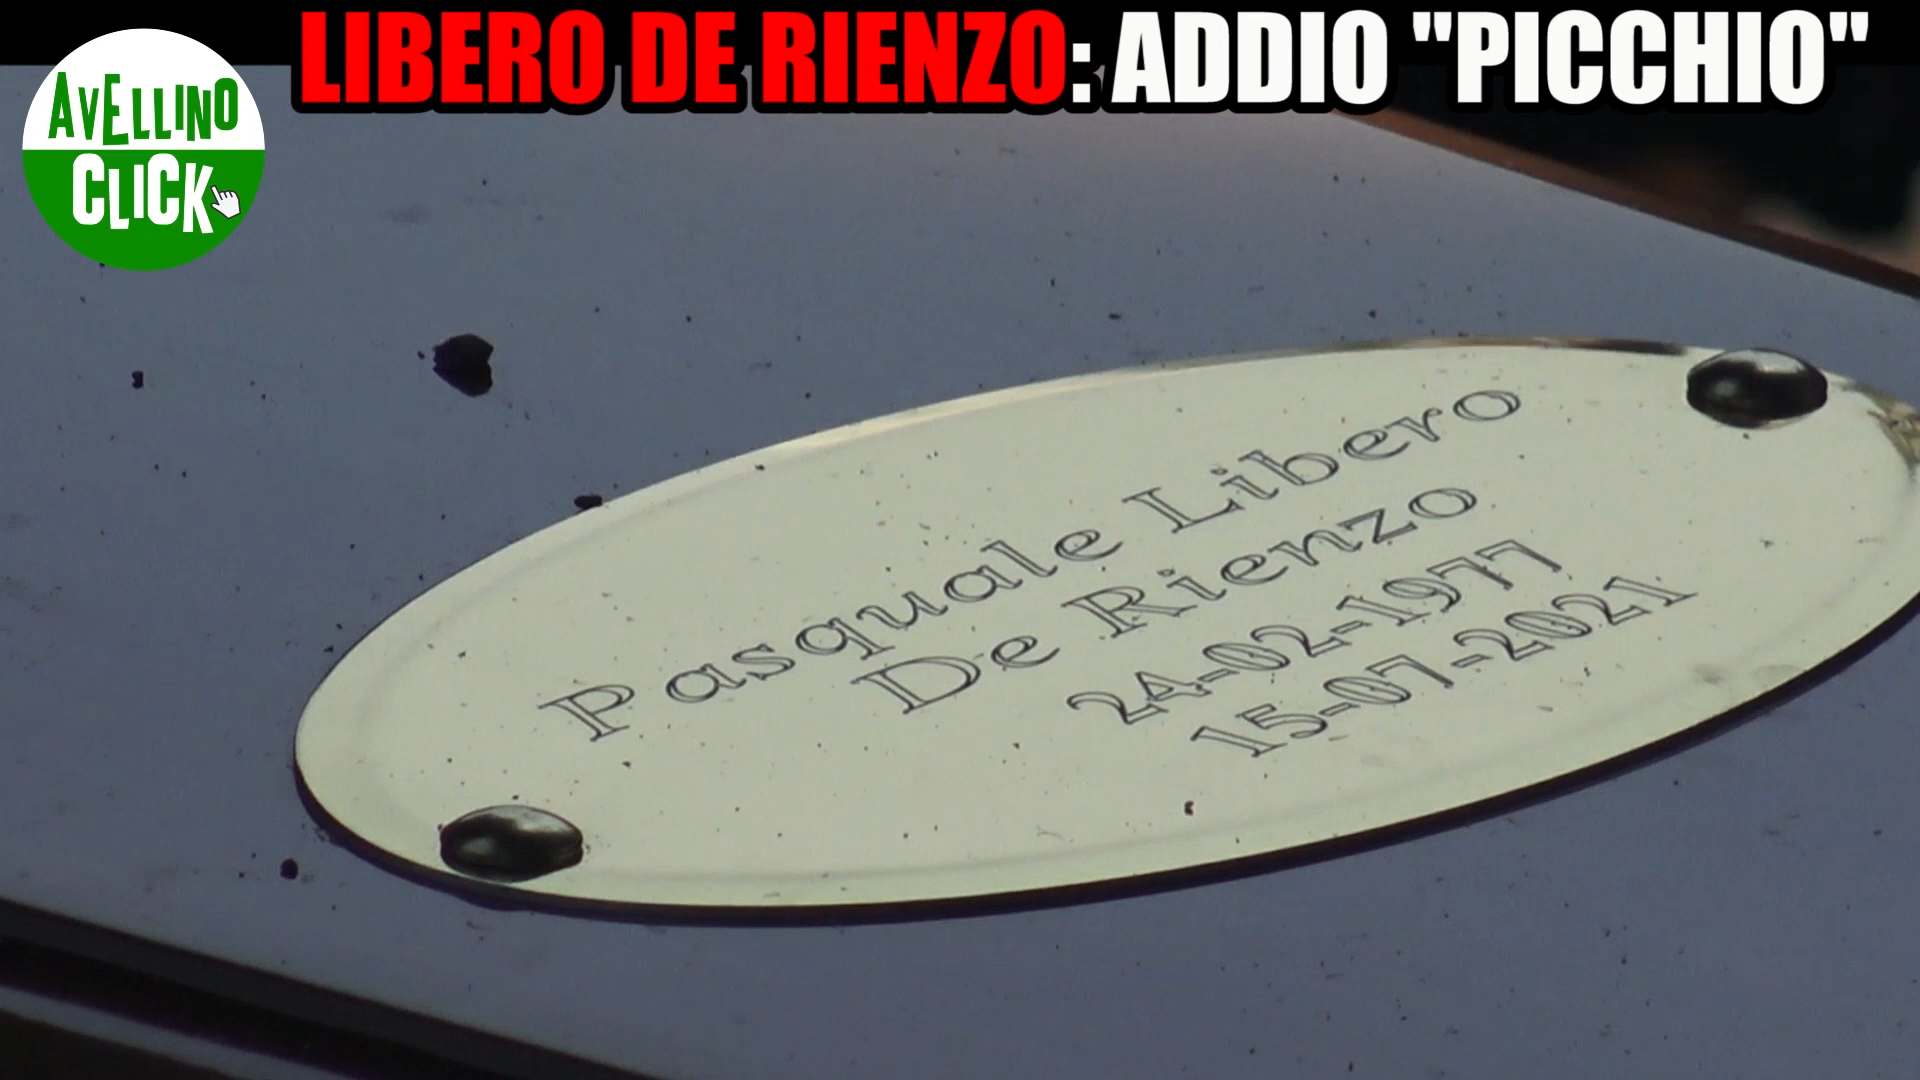 LIBERO DE RIENZO: ADDIO "PICCHIO"
AVELLINO
CLICK
Pasquale Libero
De Rienzo
24-02-1977
15-07-2021